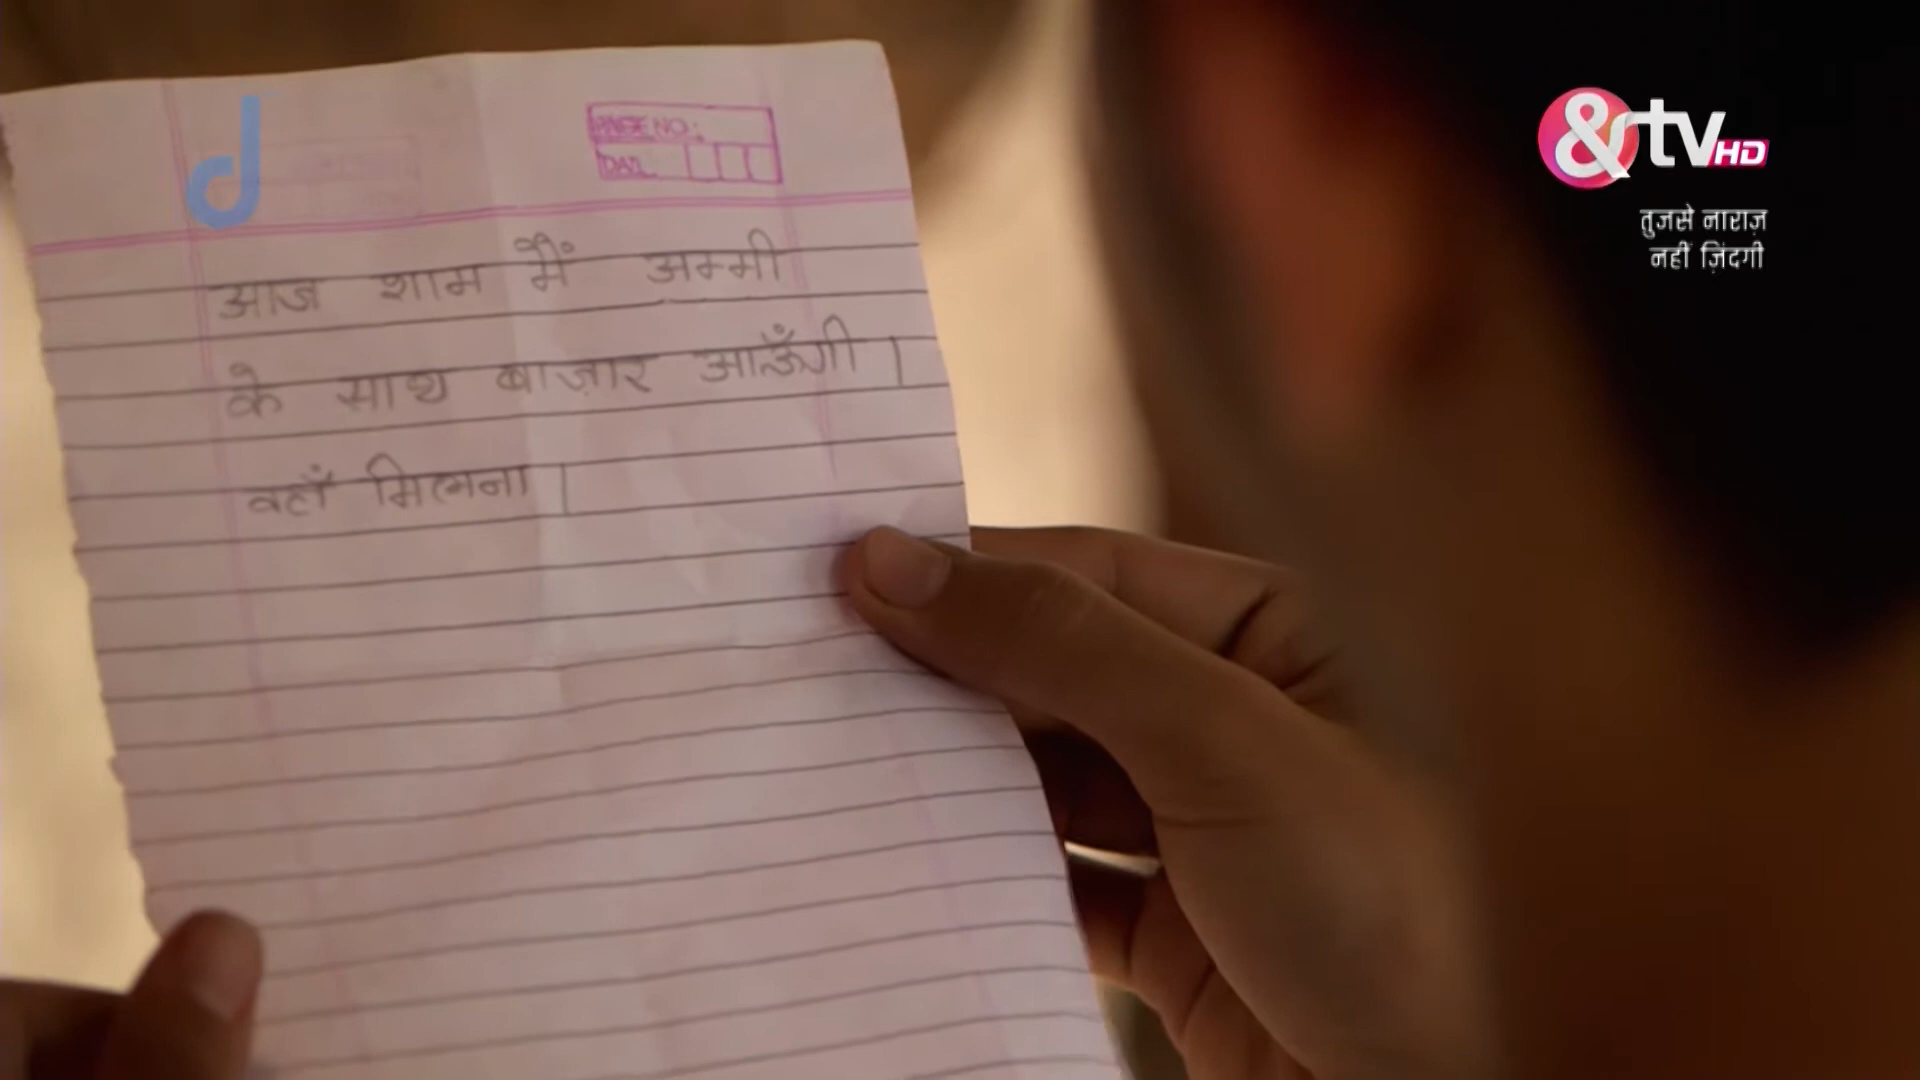 PAGE NO.:
DATE
आज शाम मैं अम्मी
के साथ बाज़ार आऊँगी।
वहाँ मिलना।
&tv HD
तुजसे नाराज़
नहीं ज़िंदगी